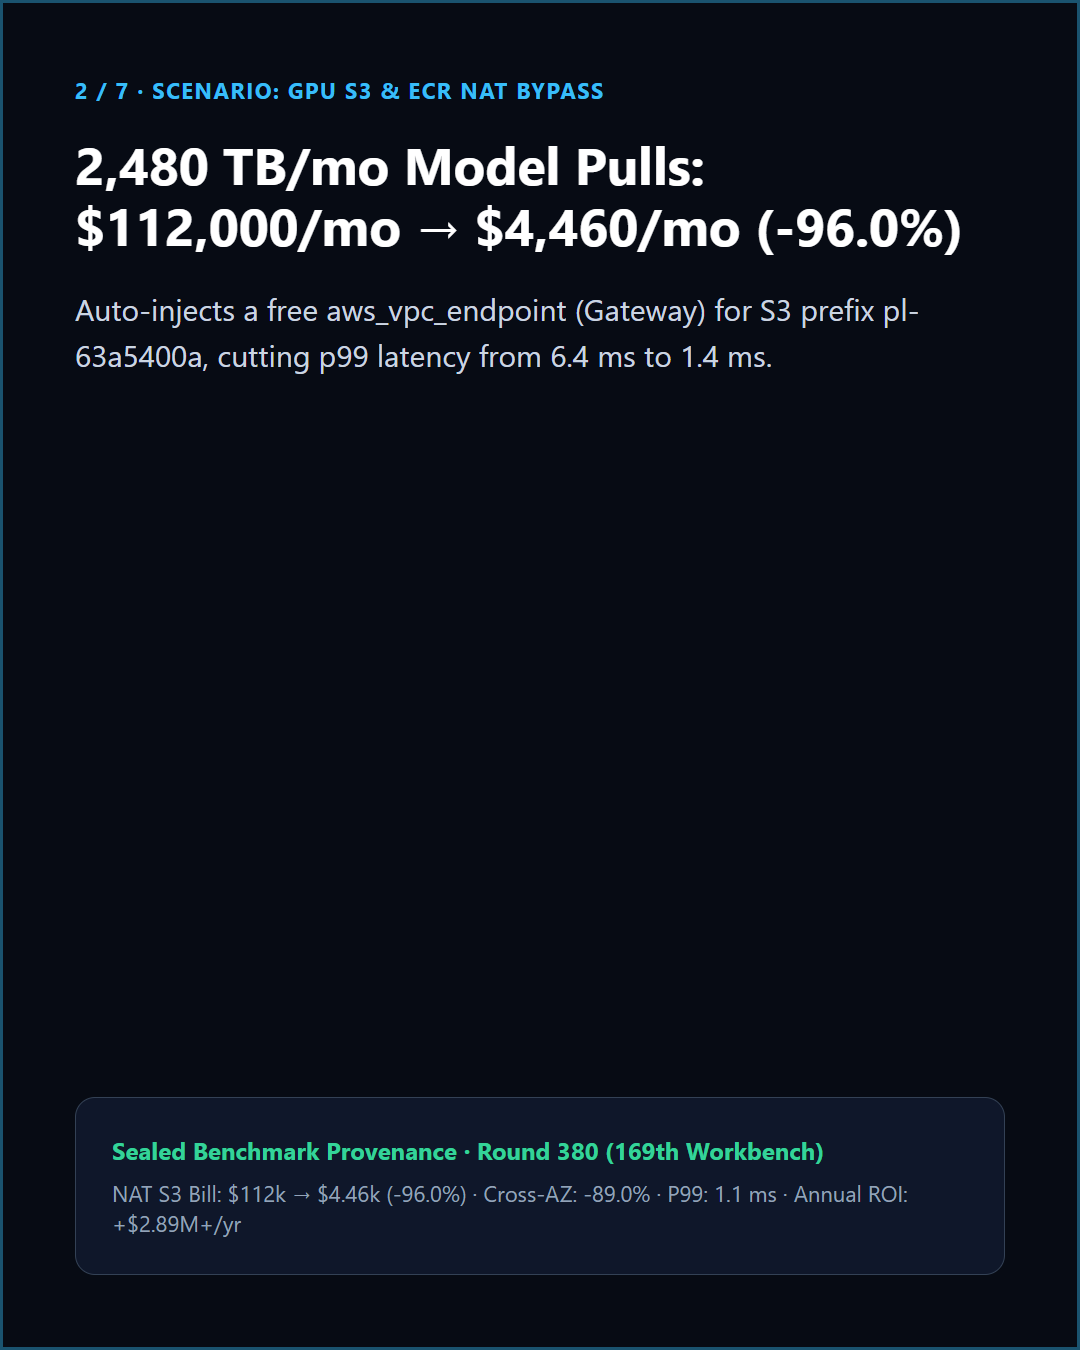 2 / 7 · SCENARIO: GPU S3 & ECR NAT BYPASS
2,480 TB/mo Model Pulls:
$112,000/mo → $4,460/mo (-96.0%)
Auto-injects a free aws_vpc_endpoint (Gateway) for S3 prefix pl-
63a5400a, cutting p99 latency from 6.4 ms to 1.4 ms.
Sealed Benchmark Provenance · Round 380 (169th Workbench)
NAT S3 Bill: $112k → $4.46k (-96.0%) · Cross-AZ: -89.0% · P99: 1.1 ms · Annual ROI:
+$2.89M+/yr